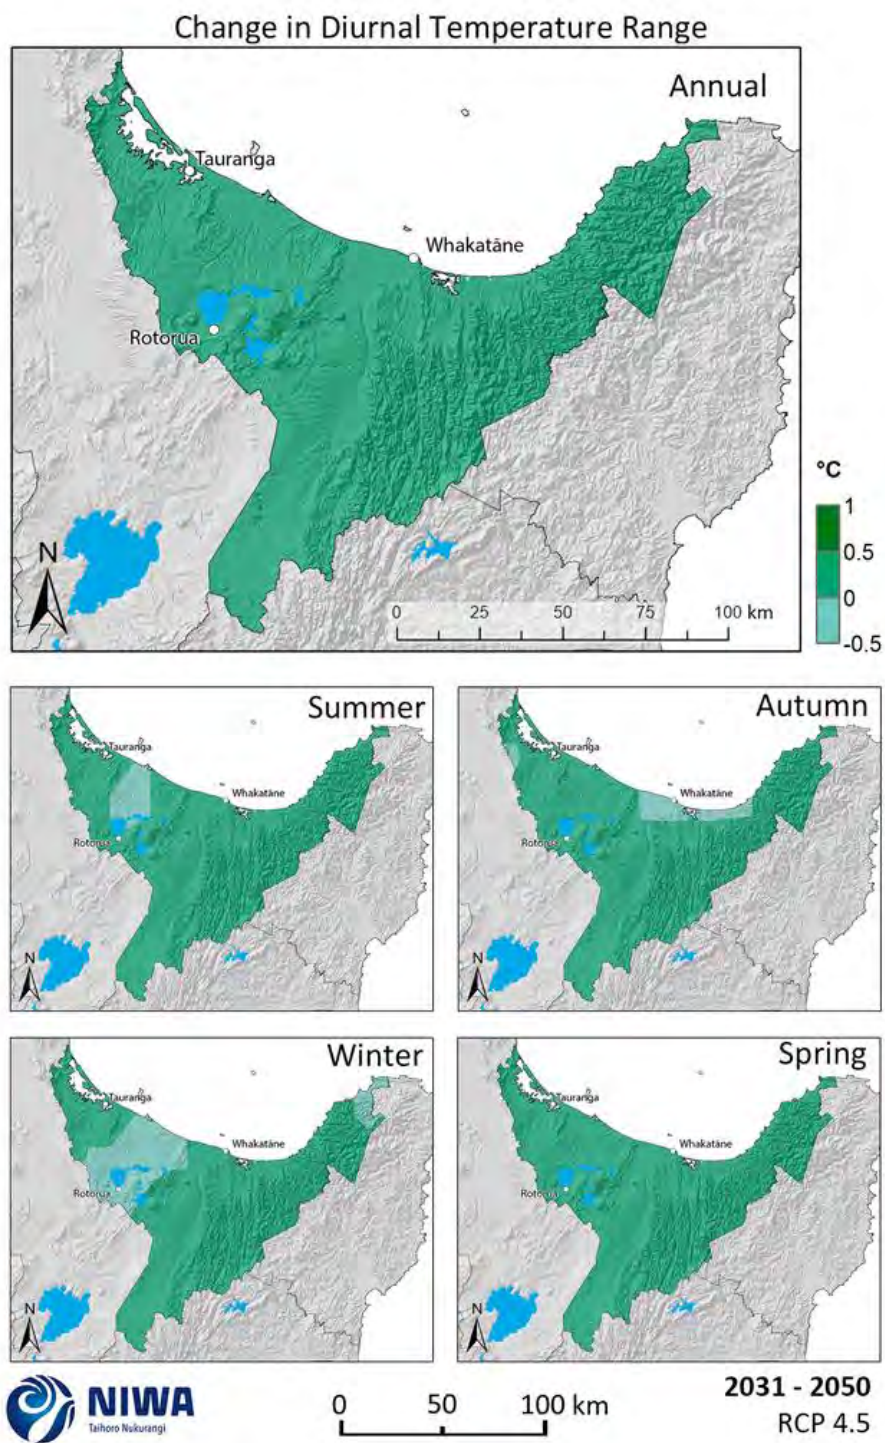 Change in Diurnal Temperature Range
Annual
Tauranga
Whakatāne
Rotorua
°C
1
0.5
0
-0.5
N
0 25 50 75 100 km
Summer
Tauranga
Whakatāne
Rotorua
N
Autumn
Tauranga
Whakatāne
Rotorua
N
Winter
Tauranga
Whakatāne
Rotorua
N
Spring
Tauranga
Whakatāne
Rotorua
N
NIWA
Taihoro Nukurangi
0 50 100 km
2031 - 2050
RCP 4.5